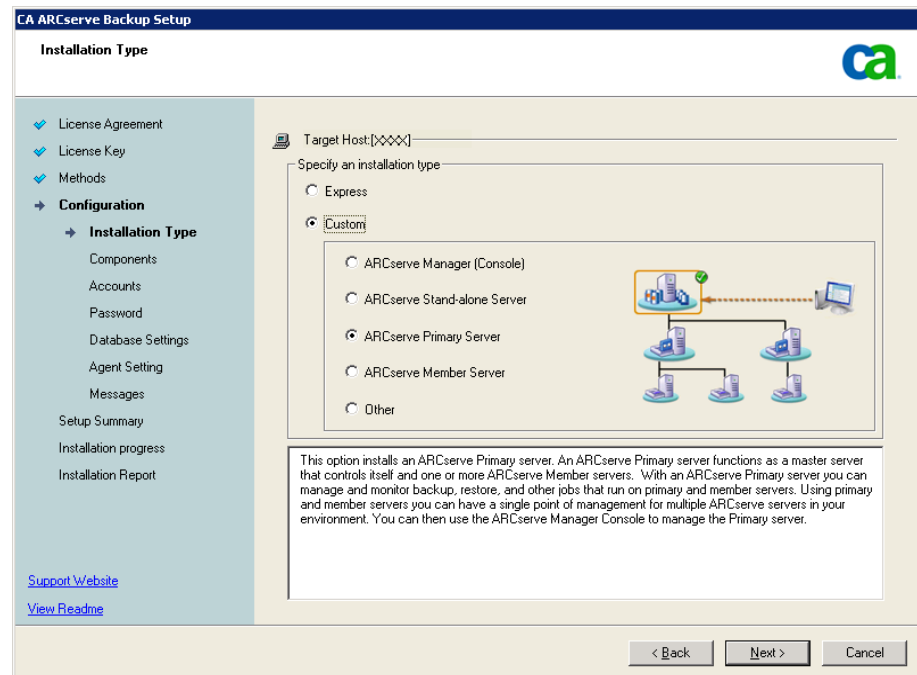 CA ARCserve Backup Setup
Installation Type
ca
License Agreement
License Key
Methods
Configuration
Installation Type
Components
Accounts
Password
Database Settings
Agent Setting
Messages
Setup Summary
Installation progress
Installation Report
Support Website
View Readme
Target Host:[XXXX]
Specify an installation type
Express
Custom
ARCserve Manager (Console)
ARCserve Stand-alone Server
ARCserve Primary Server
ARCserve Member Server
Other
This option installs an ARCserve Primary server. An ARCserve Primary server functions as a master server
that controls itself and one or more ARCserve Member servers.  With an ARCserve Primary server you can
manage and monitor backup, restore, and other jobs that run on primary and member servers. Using primary
and member servers you can have a single point of management for multiple ARCserve servers in your
environment. You can then use the ARCserve Manager Console to manage the Primary server.
< Back
Next >
Cancel